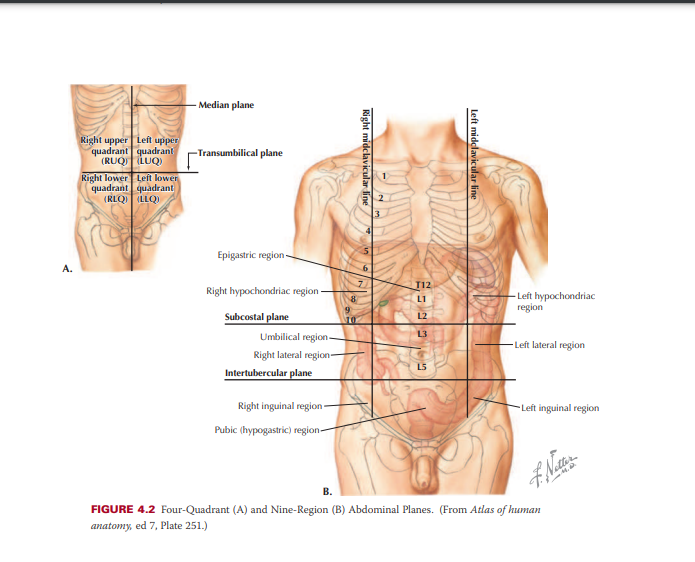 Median plane
Right upper quadrant (RUQ)
Left upper quadrant (LUQ)
Transumbilical plane
Right lower quadrant (RLQ)
Left lower quadrant (LLQ)
A.
Right midclavicular line
Left midclavicular line
1
2
3
4
5
6
7
8
9
10
Epigastric region
T12
Right hypochondriac region
L1
Left hypochondriac
region
Subcostal plane
L2
Umbilical region
L3
Left lateral region
Right lateral region
L5
Intertubercular plane
Right inguinal region
Left inguinal region
Pubic (hypogastric) region
B.
F. Netter
M.D.
FIGURE 4.2 Four-Quadrant (A) and Nine-Region (B) Abdominal Planes. (From Atlas of human
anatomy, ed 7, Plate 251.)